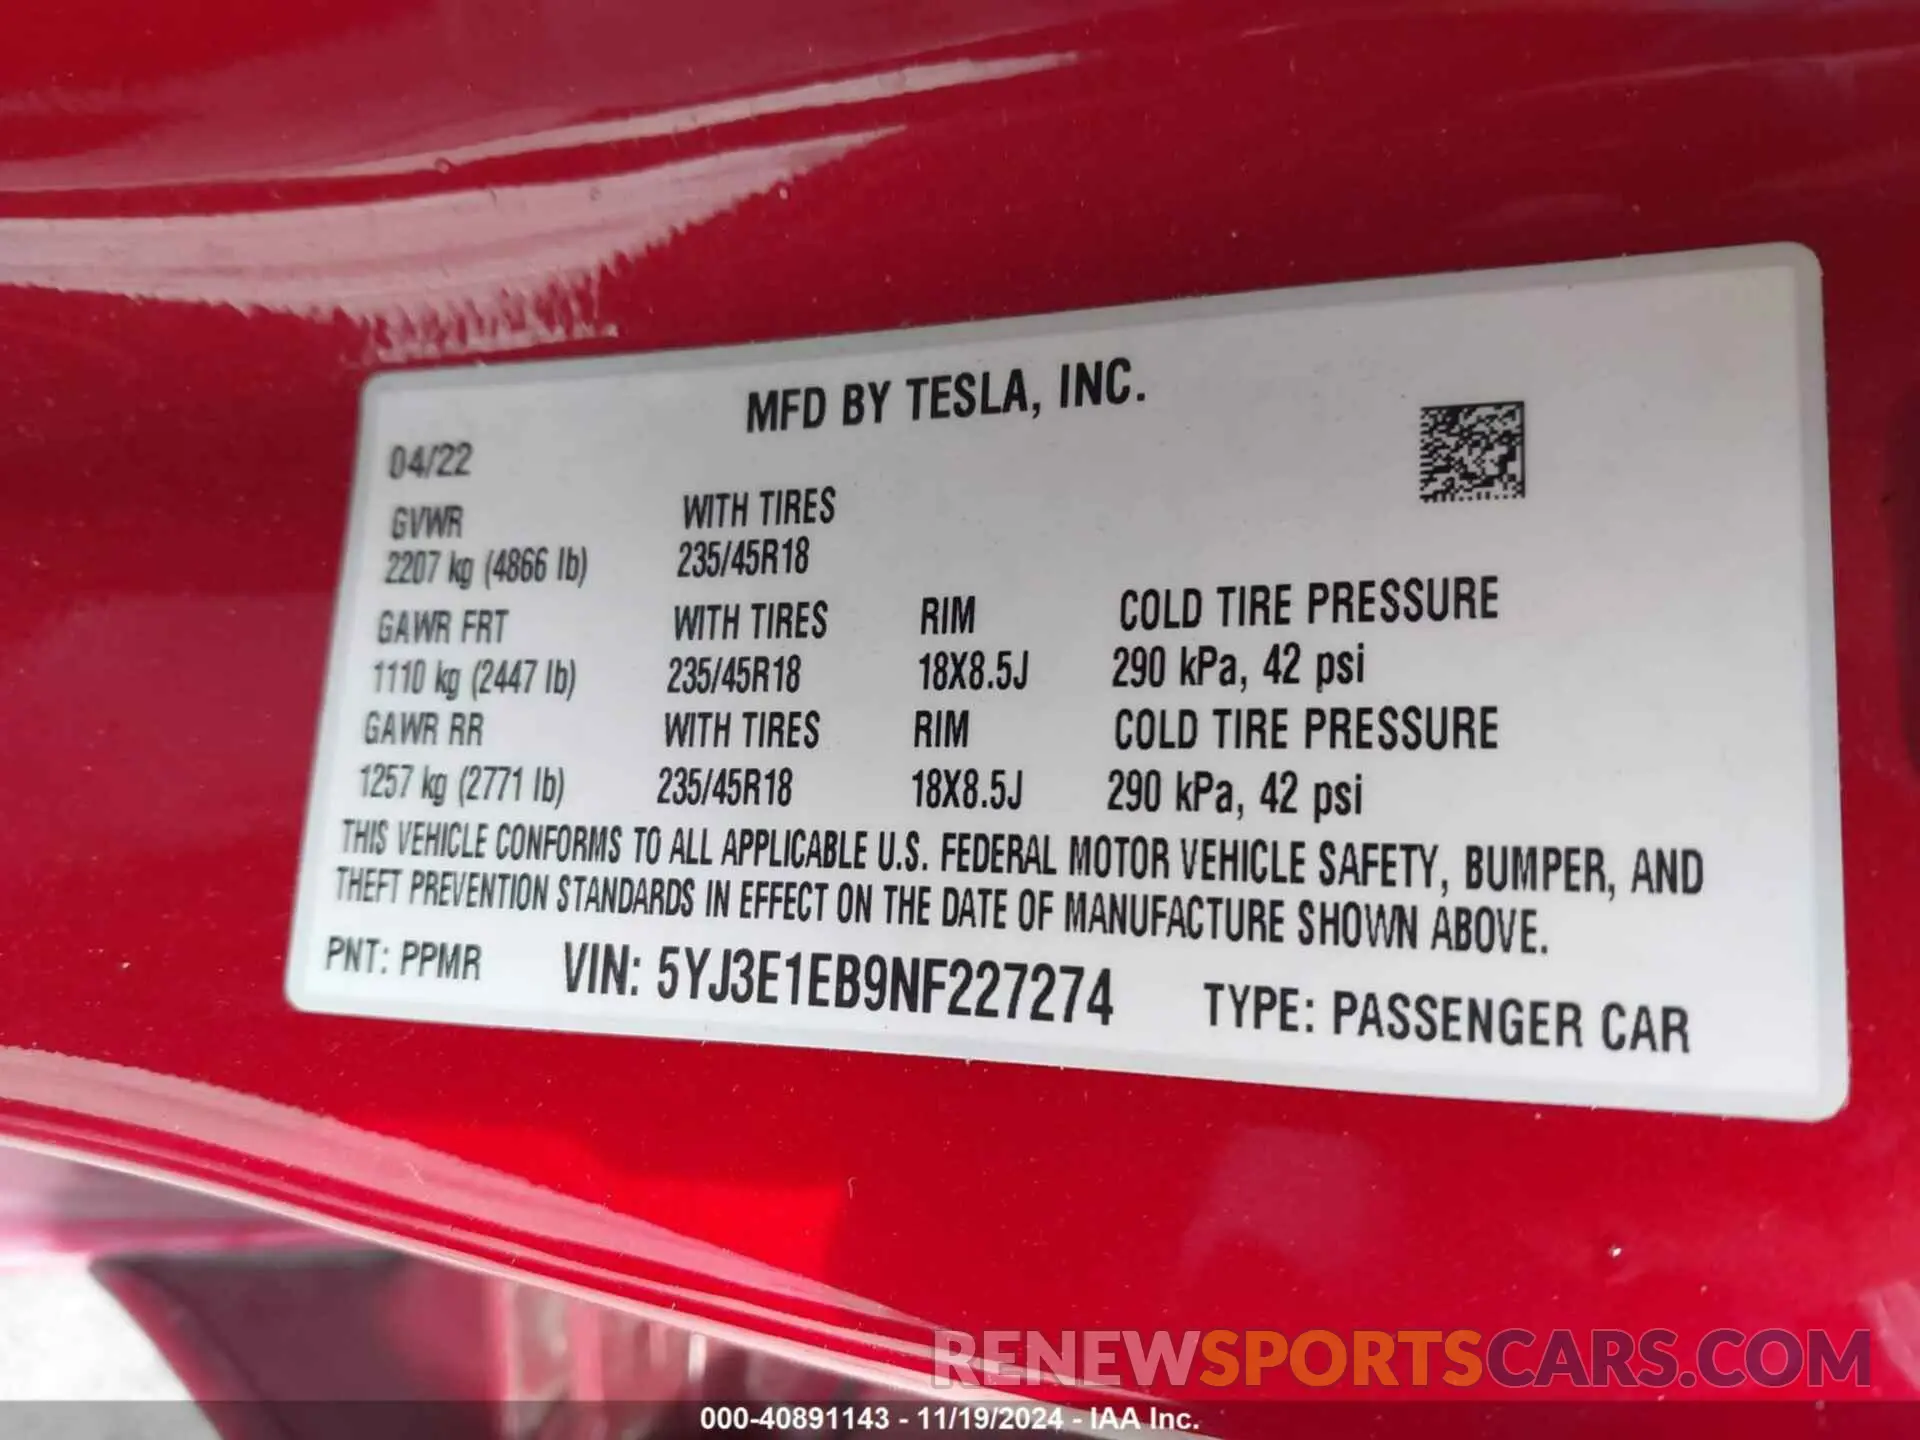 MFD BY TESLA, INC.
04/22
GVWR WITH TIRES
2207 kg (4866 lb) 235/45R18
GAWR FRT WITH TIRES RIM COLD TIRE PRESSURE
1110 kg (2447 lb) 235/45R18 18X8.5J 290 kPa, 42 psi
GAWR RR WITH TIRES RIM COLD TIRE PRESSURE
1257 kg (2771 lb) 235/45R18 18X8.5J 290 kPa, 42 psi
THIS VEHICLE CONFORMS TO ALL APPLICABLE U.S. FEDERAL MOTOR VEHICLE SAFETY, BUMPER, AND
THEFT PREVENTION STANDARDS IN EFFECT ON THE DATE OF MANUFACTURE SHOWN ABOVE.
PNT: PPMR VIN: 5YJ3E1EB9NF227274 TYPE: PASSENGER CAR
RENEWSPORTSCARS.COM
000-40891143 - 11/19/2024 - IAA Inc.